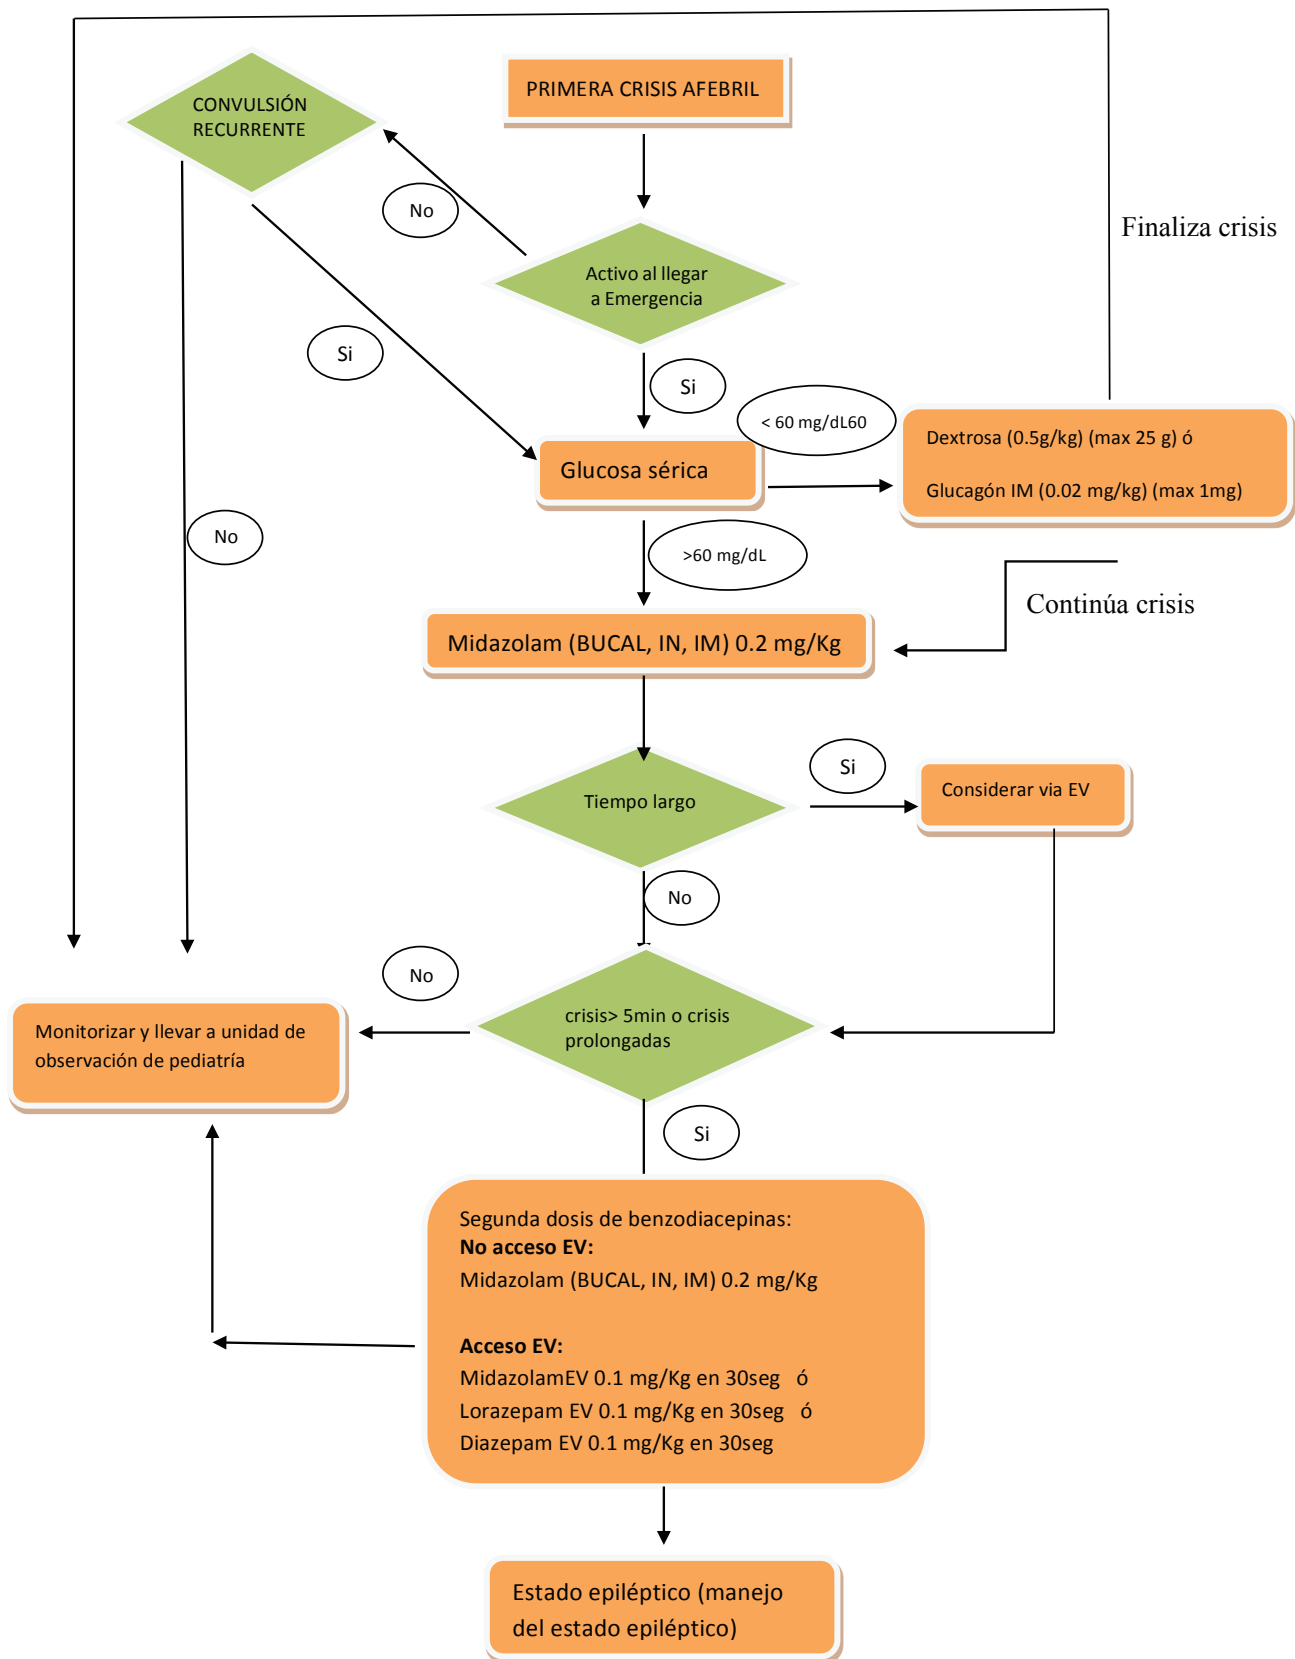 PRIMERA CRISIS AFEBRIL
CONVULSIÓN
RECURRENTE
No
Finaliza crisis
Activo al llegar
a Emergencia
Si
Si
< 60 mg/dL60
Dextrosa (0.5g/kg) (max 25 g) ó
Glucagón IM (0.02 mg/kg) (max 1mg)
Glucosa sérica
No
>60 mg/dL
Continúa crisis
Midazolam (BUCAL, IN, IM) 0.2 mg/Kg
Si
Considerar via EV
Tiempo largo
No
No
crisis> 5min o crisis
prolongadas
Monitorizar y llevar a unidad de
observación de pediatría
Si
Segunda dosis de benzodiacepinas:
No acceso EV:
Midazolam (BUCAL, IN, IM) 0.2 mg/Kg
Acceso EV:
MidazolamEV 0.1 mg/Kg en 30seg ó
Lorazepam EV 0.1 mg/Kg en 30seg ó
Diazepam EV 0.1 mg/Kg en 30seg
Estado epiléptico (manejo
del estado epiléptico)